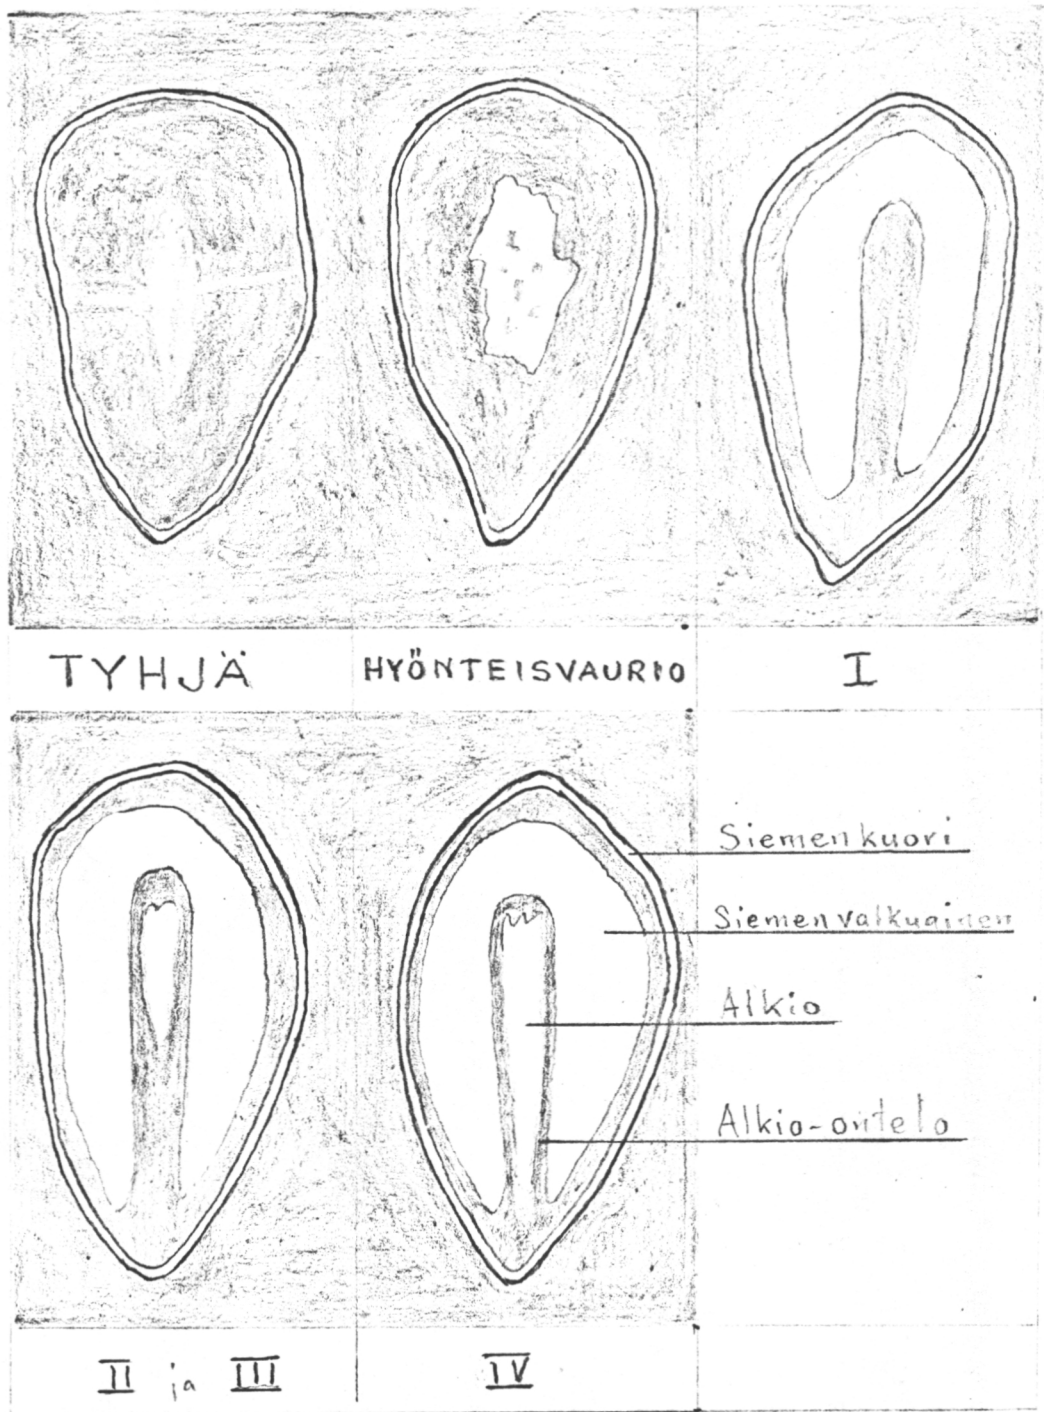 TYHJÄ
HYÖNTEISVAURIO
I
Siemenkuori
Siemenvalkuainen
Alkio
Alkio-ontelo
II ja III
IV